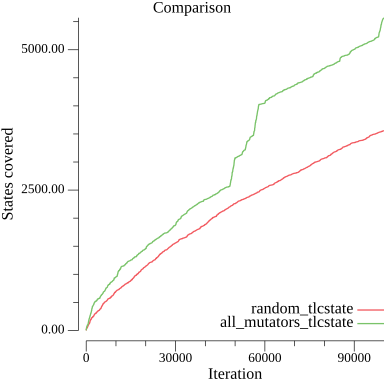 Comparison
States covered
5000.00
2500.00
0.00
random_tlcstate
all_mutators_tlcstate
0 30000 60000 90000
Iteration